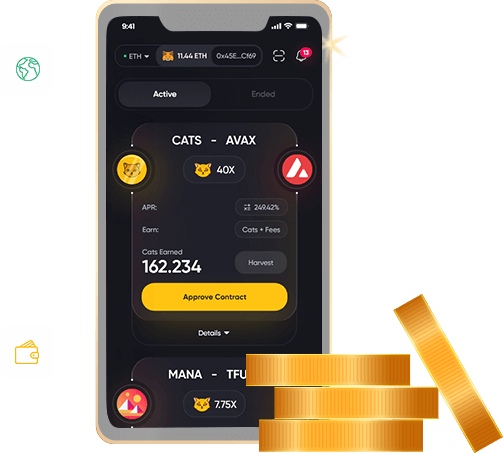 9:41
ETH 11.44 ETH 0x45E...Cf69 13
Active Ended
CATS - AVAX
40X
APR: 249.42%
Earn: Cats + Fees
Cats Earned
162.234 Harvest
Approve Contract
Details
MANA - TFU
7.75X